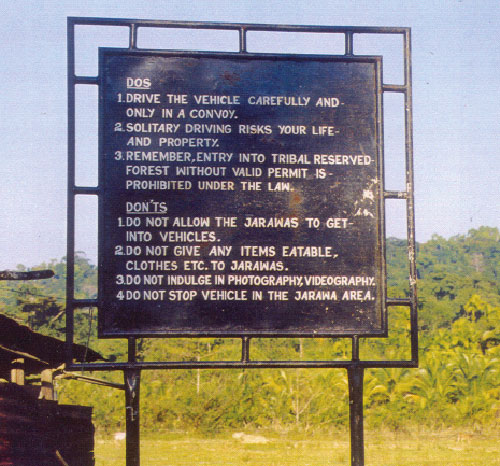 DOS
1. DRIVE THE VEHICLE CAREFULLY AND-
ONLY IN A CONVOY.
2. SOLITARY DRIVING RISKS YOUR LIFE-
AND PROPERTY.
3. REMEMBER, ENTRY INTO TRIBAL RESERVED
FOREST WITHOUT VALID PERMIT IS
PROHIBITED UNDER THE LAW.
DON'TS
1. DO NOT ALLOW THE JARAWAS TO GET-
INTO VEHICLES.
2. DO NOT GIVE ANY ITEMS EATABLE,
CLOTHES ETC. TO JARAWAS.
3. DO NOT INDULGE IN PHOTOGRAPHY, VIDEOGRAPHY.
4 DO NOT STOP VEHICLE IN THE JARAWA AREA.